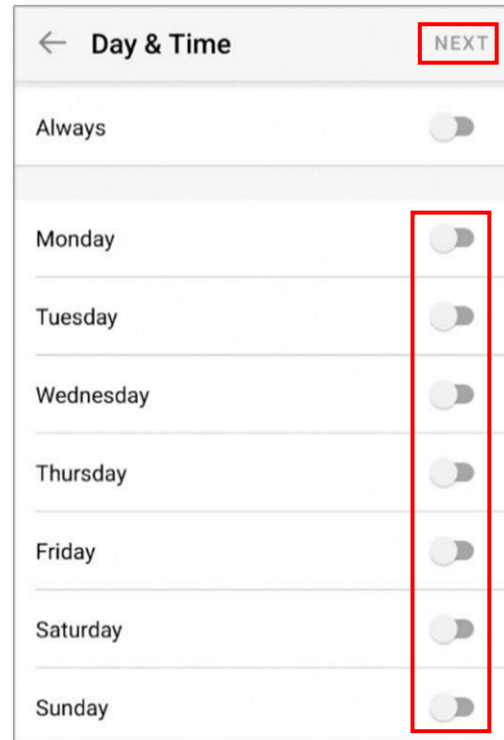 Day & Time NEXT
Always
Monday
Tuesday
Wednesday
Thursday
Friday
Saturday
Sunday